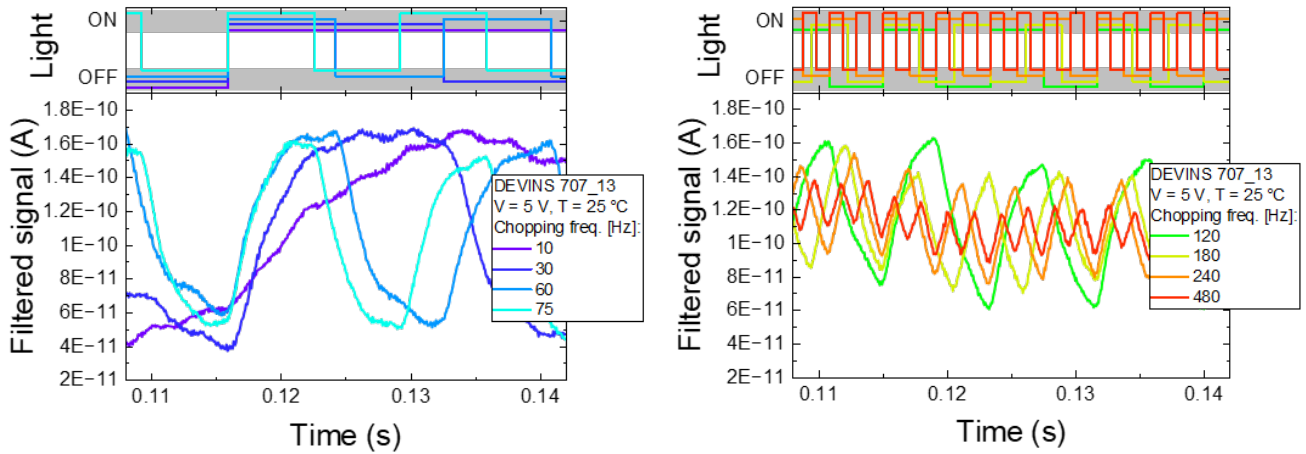 ON
Light
OFF
Filtered signal (A)
1.8E−10
1.6E−10
1.4E−10
1.2E−10
1E−10
8E−11
6E−11
4E−11
2E−11
DEVINS 707_13
V = 5 V, T = 25 ºC
Chopping freq. [Hz]:
10
30
60
75
0.11
0.12
0.13
0.14
Time (s)
ON
Light
OFF
Filtered signal (A)
1.8E−10
1.6E−10
1.4E−10
1.2E−10
1E−10
8E−11
6E−11
4E−11
2E−11
DEVINS 707_13
V = 5 V, T = 25 ºC
Chopping freq. [Hz]:
120
180
240
480
0.11
0.12
0.13
0.14
Time (s)